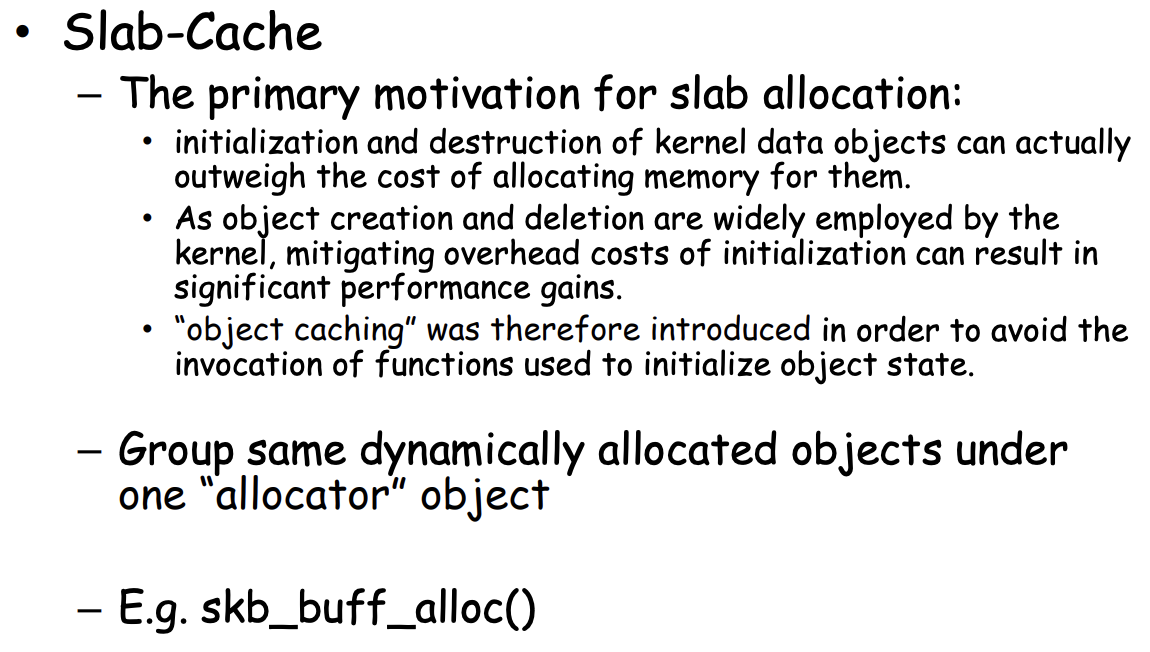 • Slab-Cache
– The primary motivation for slab allocation:
• initialization and destruction of kernel data objects can actually
outweigh the cost of allocating memory for them.
• As object creation and deletion are widely employed by the
kernel, mitigating overhead costs of initialization can result in
significant performance gains.
• “object caching” was therefore introduced in order to avoid the
invocation of functions used to initialize object state.
– Group same dynamically allocated objects under
one “allocator” object
– E.g. skb_buff_alloc()